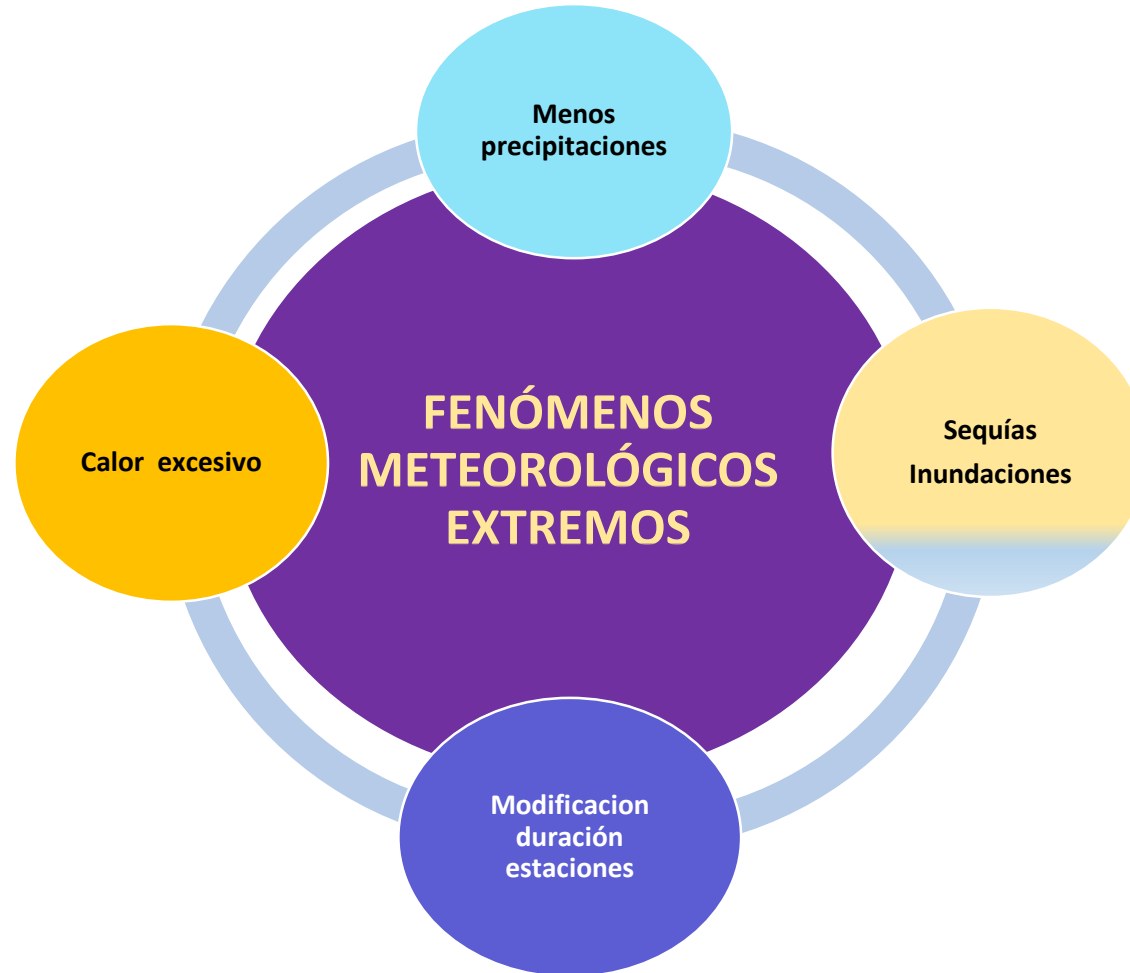 Menos
precipitaciones
FENÓMENOS
METEOROLÓGICOS
EXTREMOS
Sequías
Inundaciones
Calor  excesivo
Modificacion
duración
estaciones